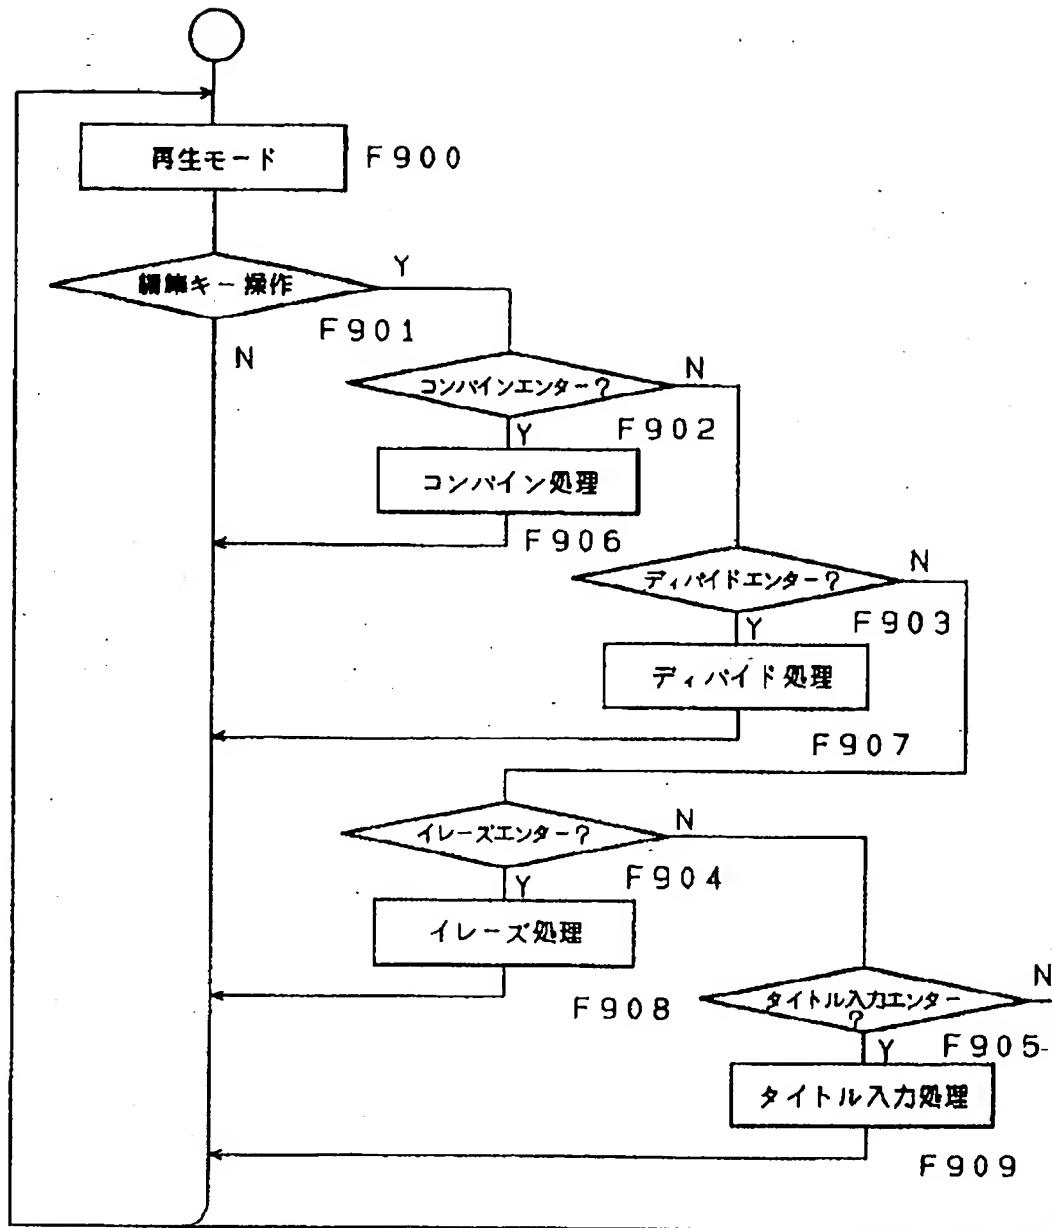 再生モード
F900
編集キー操作
Y
F901
N
コンバインエンター?
N
F902
Y
コンバイン処理
F906
ディバイドエンター?
N
F903
Y
ディバイド処理
F907
イレーズエンター?
N
F904
Y
イレーズ処理
F908
タイトル入力エンター
?
N
F905
Y
タイトル入力処理
F909